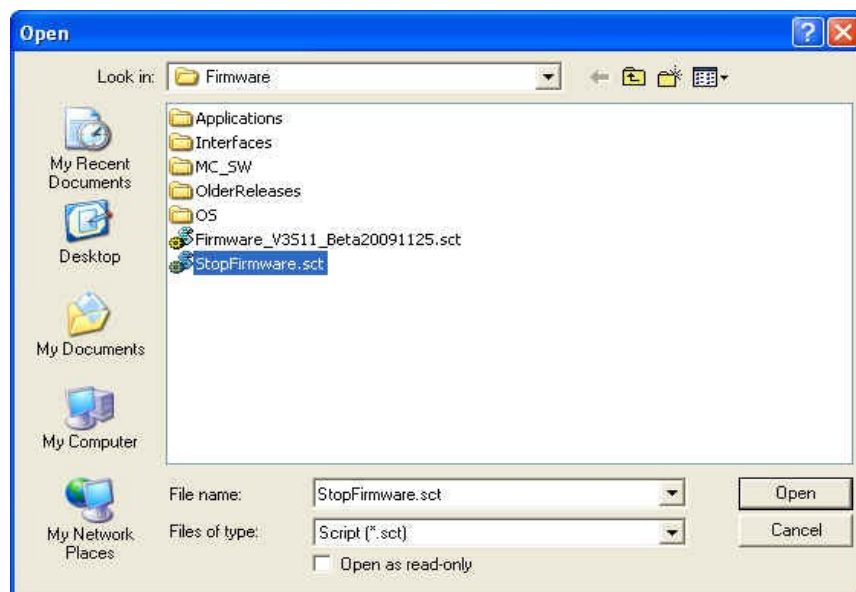 Open
Look in: Firmware
My Recent
Documents
Desktop
My Documents
My Computer
My Network
Places
Applications
Interfaces
MC_SW
OlderReleases
OS
Firmware_V3S11_Beta20091125.sct
StopFirmware.sct
File name: StopFirmware.sct Open
Files of type: Script (*.sct) Cancel
Open as read-only